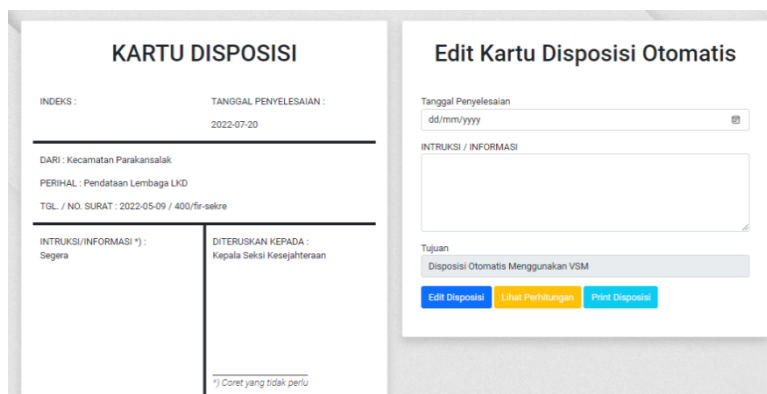 KARTU DISPOSISI
INDEKS :
TANGGAL PENYELESAIAN :
2022-07-20
DARI : Kecamatan Parakansalak
PERIHAL : Pendataan Lembaga LKD
TGL. / NO. SURAT : 2022-05-09 / 400/fir-sekre
INTRUKSI/INFORMASI *) :
Segera
DITERUSKAN KEPADA :
Kepala Seksi Kesejahteraan
*) Coret yang tidak perlu
Edit Kartu Disposisi Otomatis
Tanggal Penyelesaian
dd/mm/yyyy
INTRUKSI / INFORMASI
Tujuan
Disposisi Otomatis Menggunakan VSM
Edit Disposisi
Lihat Perhitungan
Print Disposisi